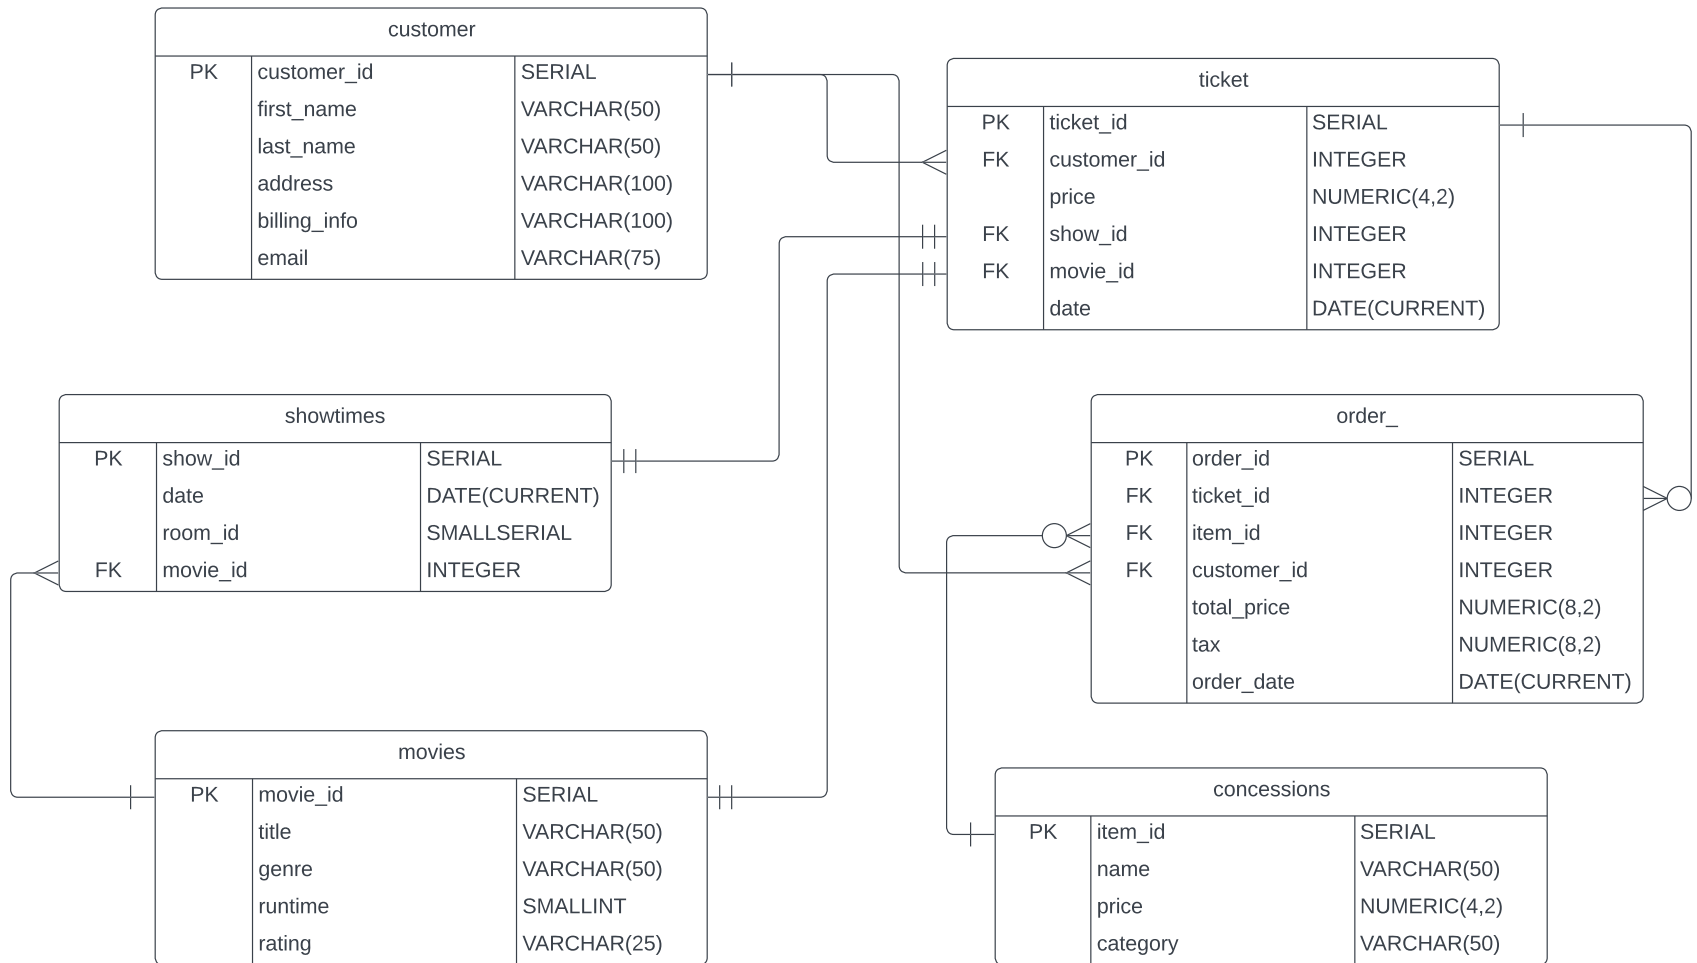 customer
PK customer_id SERIAL
first_name VARCHAR(50)
last_name VARCHAR(50)
address VARCHAR(100)
billing_info VARCHAR(100)
email VARCHAR(75)
ticket
PK ticket_id SERIAL
FK customer_id INTEGER
price NUMERIC(4,2)
FK show_id INTEGER
FK movie_id INTEGER
date DATE(CURRENT)
showtimes
PK show_id SERIAL
date DATE(CURRENT)
room_id SMALLSERIAL
FK movie_id INTEGER
order_
PK order_id SERIAL
FK ticket_id INTEGER
FK item_id INTEGER
FK customer_id INTEGER
total_price NUMERIC(8,2)
tax NUMERIC(8,2)
order_date DATE(CURRENT)
movies
PK movie_id SERIAL
title VARCHAR(50)
genre VARCHAR(50)
runtime SMALLINT
rating VARCHAR(25)
concessions
PK item_id SERIAL
name VARCHAR(50)
price NUMERIC(4,2)
category VARCHAR(50)